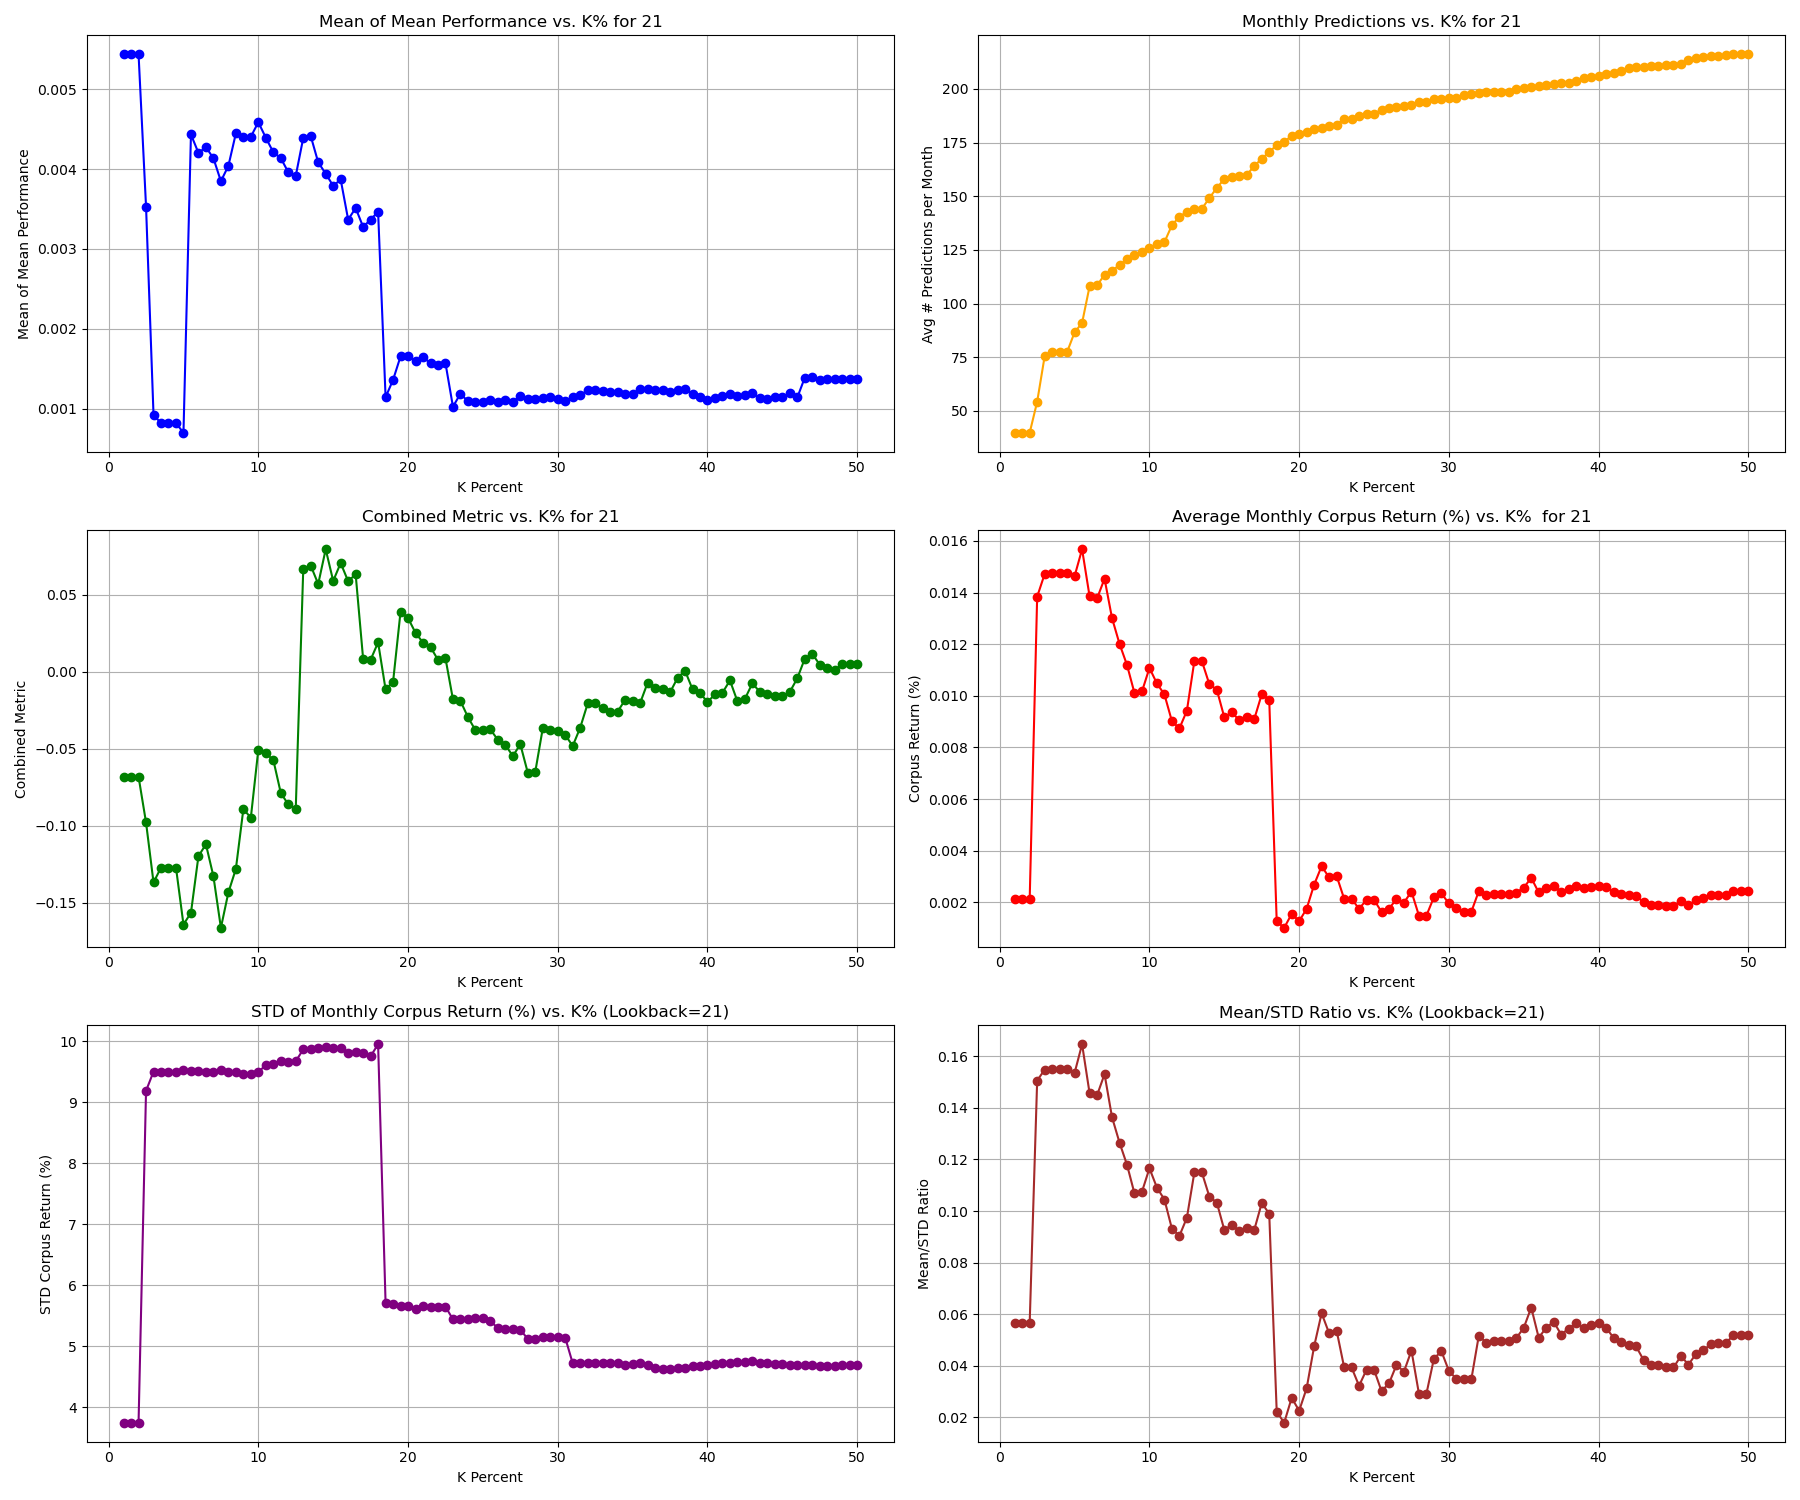 Mean of Mean Performance vs. K% for 21
Mean of Mean Performance
0.005
0.004
0.003
0.002
0.001
0 10 20 30 40 50
K Percent
Monthly Predictions vs. K% for 21
Avg # Predictions per Month
200
175
150
125
100
75
50
0 10 20 30 40 50
K Percent
Combined Metric vs. K% for 21
Combined Metric
0.05
0.00
−0.05
−0.10
−0.15
0 10 20 30 40 50
K Percent
Average Monthly Corpus Return (%) vs. K%  for 21
Corpus Return (%)
0.016
0.014
0.012
0.010
0.008
0.006
0.004
0.002
0 10 20 30 40 50
K Percent
STD of Monthly Corpus Return (%) vs. K% (Lookback=21)
STD Corpus Return (%)
10
9
8
7
6
5
4
0 10 20 30 40 50
K Percent
Mean/STD Ratio vs. K% (Lookback=21)
Mean/STD Ratio
0.16
0.14
0.12
0.10
0.08
0.06
0.04
0.02
0 10 20 30 40 50
K Percent